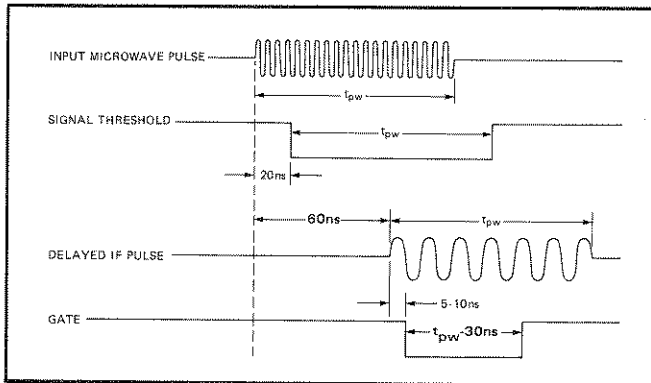 INPUT MICROWAVE PULSE
tpw
SIGNAL THRESHOLD
tpw
20ns
60ns
tpw
DELAYED IF PULSE
5-10ns
GATE
tpw-30ns